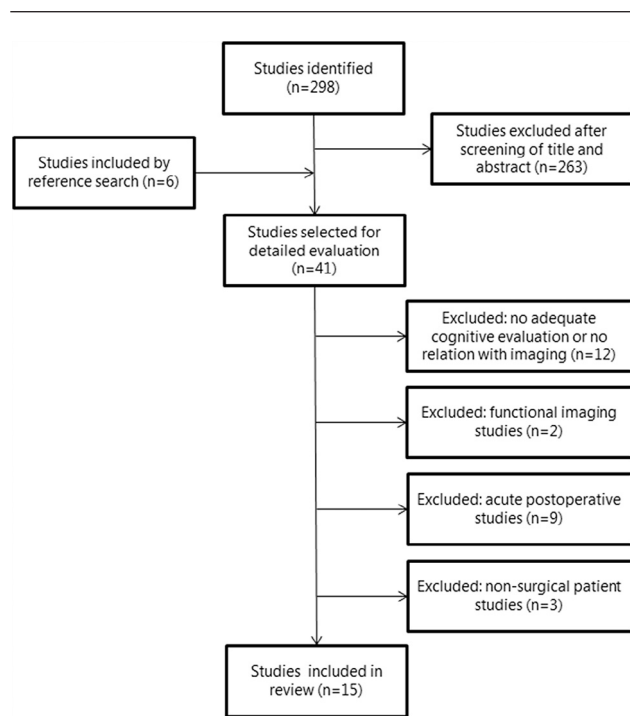 Studies identified
(n=298)
Studies excluded after
screening of title and
abstract (n=263)
Studies included by
reference search (n=6)
Studies selected for
detailed evaluation
(n=41)
Excluded: no adequate
cognitive evaluation or no
relation with imaging (n=12)
Excluded: functional imaging
studies (n=2)
Excluded: acute postoperative
studies (n=9)
Excluded: non-surgical patient
studies (n=3)
Studies included in
review (n=15)